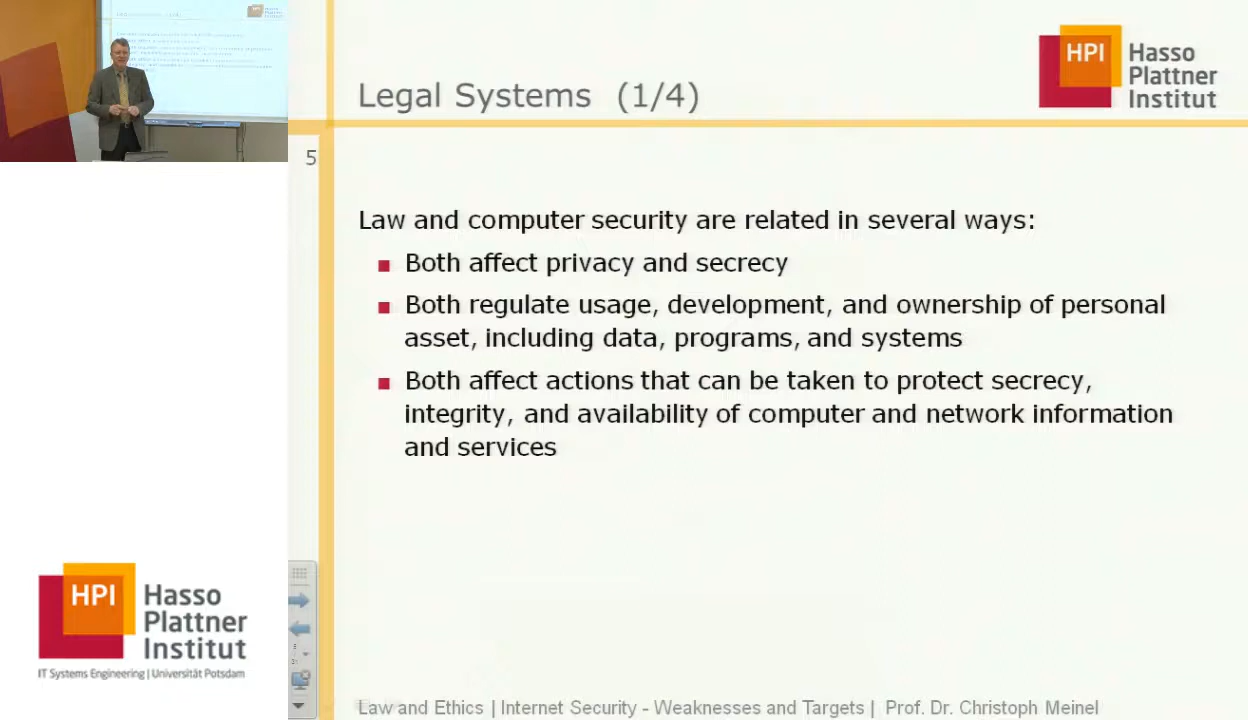 Legal Systems (1/4)
HPI Hasso
Plattner
Institut
5
Law and computer security are related in several ways:
Both affect privacy and secrecy
Both regulate usage, development, and ownership of personal
asset, including data, programs, and systems
Both affect actions that can be taken to protect secrecy,
integrity, and availability of computer and network information
and services
HPI Hasso
Plattner
Institut
IT Systems Engineering | Universität Potsdam
Law and Ethics | Internet Security - Weaknesses and Targets | Prof. Dr. Christoph Meinel